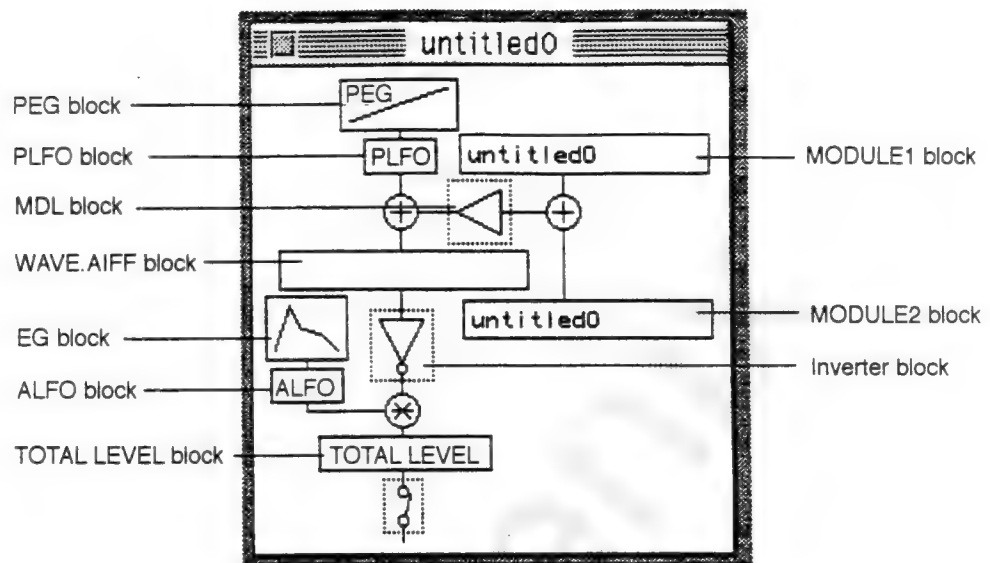 untitled0
PEG block
PEG
PLFO block
PLFO
untitled0
MODULE1 block
MDL block
WAVE.AIFF block
EG block
untitled0
MODULE2 block
Inverter block
ALFO block
ALFO
TOTAL LEVEL block
TOTAL LEVEL